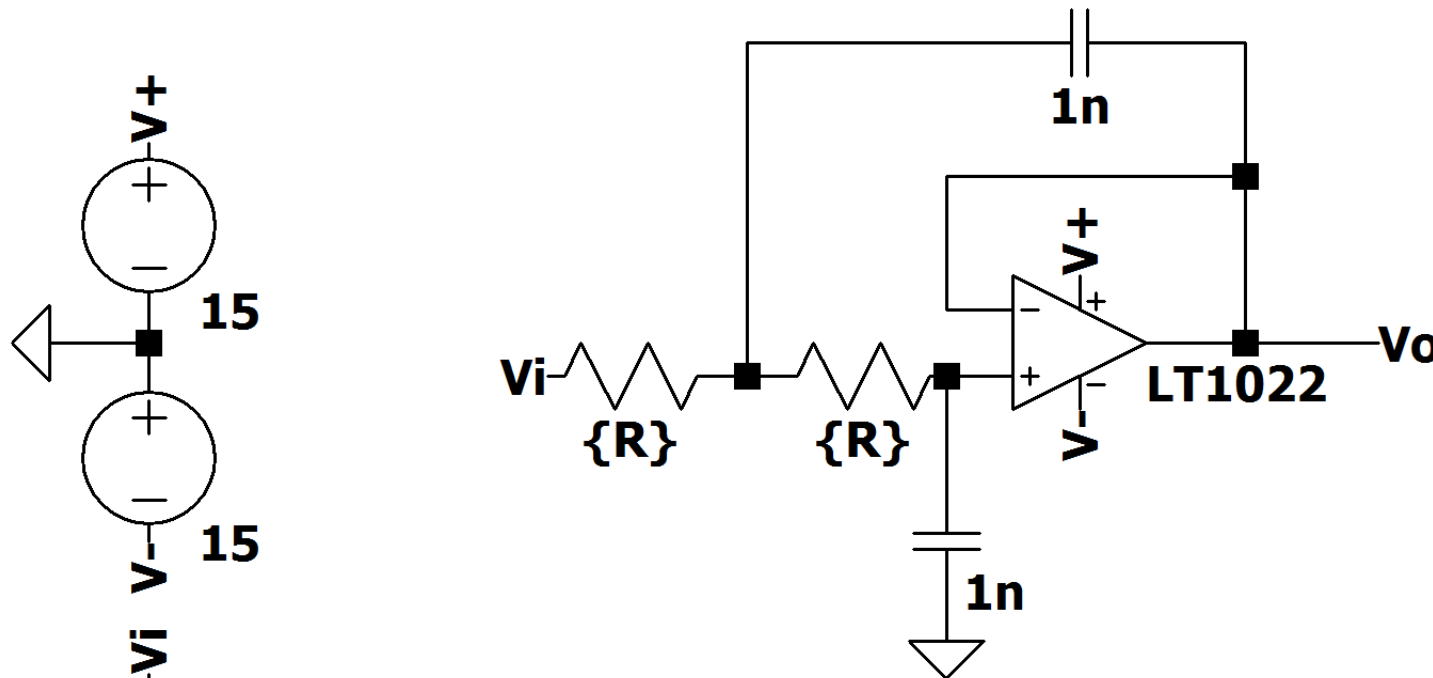 V+
+
−
15
+
−
15
V-
Vi
1n
V+
+
−
Vi
{R}
{R}
+
−
V-
LT1022
Vo
1n